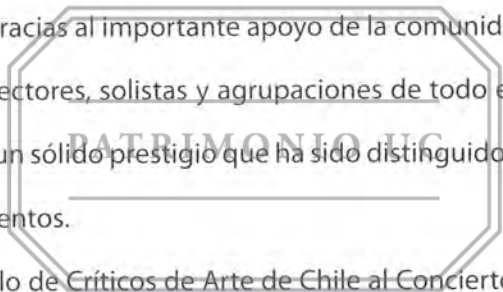 racias al importante apoyo de la comunid
ectores, solistas y agrupaciones de todo e
PATRIMONIO UC
un sólido prestigio que ha sido distinguido
entos.
lo de Críticos de Arte de Chile al Concierto